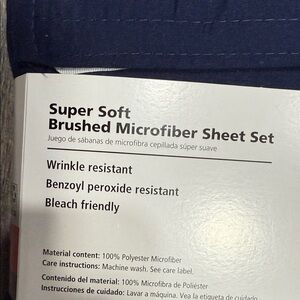 Super Soft
Brushed Microfiber Sheet Set
Juego de sábanas de microfibra cepillada súper suave
Wrinkle resistant
Benzoyl peroxide resistant
Bleach friendly
Material content: 100% Polyester Microfiber
Care instructions: Machine wash. See care label.
Contenido del material: 100% Microfibra de Poliéster
Instrucciones de cuidado: Lavar a máquina. Vea la etiqueta de cuidado.